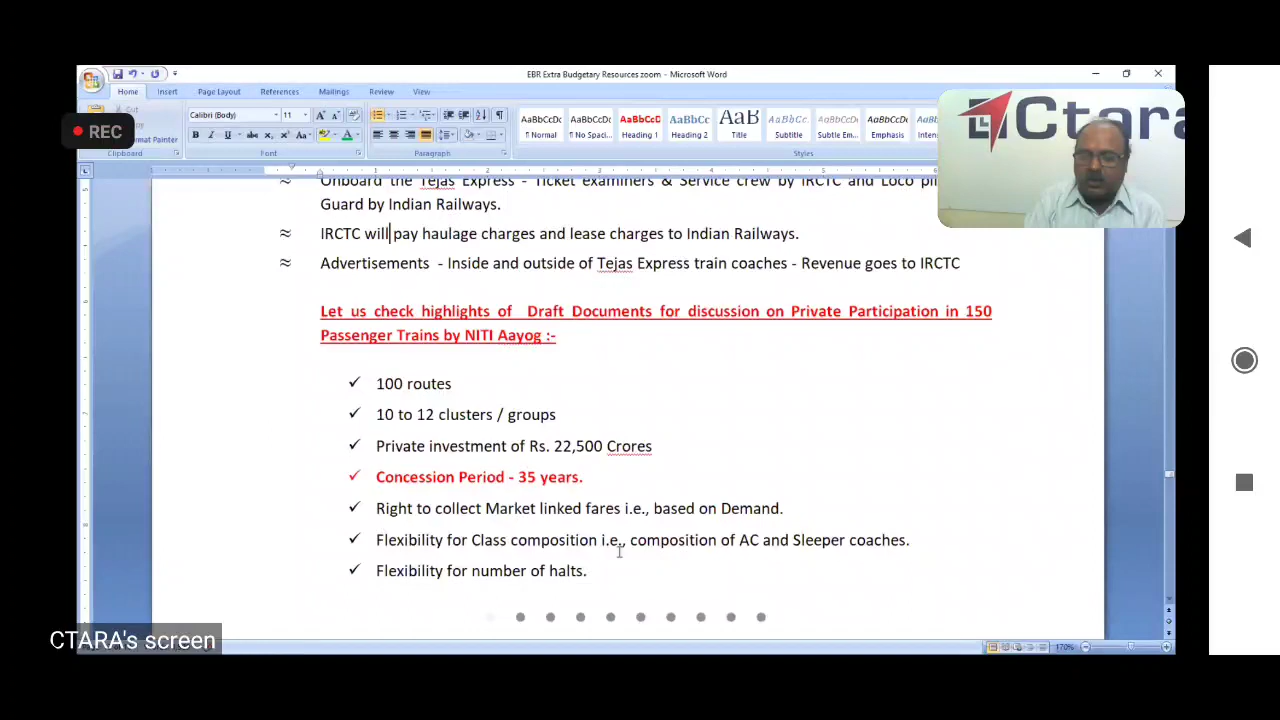 EBR Extra Budgetary Resources zoom - Microsoft Word
Home Insert Page Layout References Mailings Review View
Cut
Format Painter
Calibri (Body) 11
AaBbCcDc AaBbCcDc AaBbCcDc AaBbCc AaB AaBbCcL AaBbCcDc AaBbCcDc
¶ Normal ¶ No Spaci... Heading 1 Heading 2 Title Subtitle Subtle Em... Emphasis
Clipboard Font Paragraph Styles
REC
Ctara
Onboard the Tejas Express - Ticket examiners & Service crew by IRCTC and Loco
Guard by Indian Railways.
≈ IRCTC will pay haulage charges and lease charges to Indian Railways.
≈ Advertisements - Inside and outside of Tejas Express train coaches - Revenue goes to IRCTC
Let us check highlights of Draft Documents for discussion on Private Participation in 150
Passenger Trains by NITI Aayog :-
✓ 100 routes
✓ 10 to 12 clusters / groups
✓ Private investment of Rs. 22,500 Crores
✓ Concession Period - 35 years.
✓ Right to collect Market linked fares i.e., based on Demand.
✓ Flexibility for Class composition i.e., composition of AC and Sleeper coaches.
✓ Flexibility for number of halts.
CTARA's screen
170%